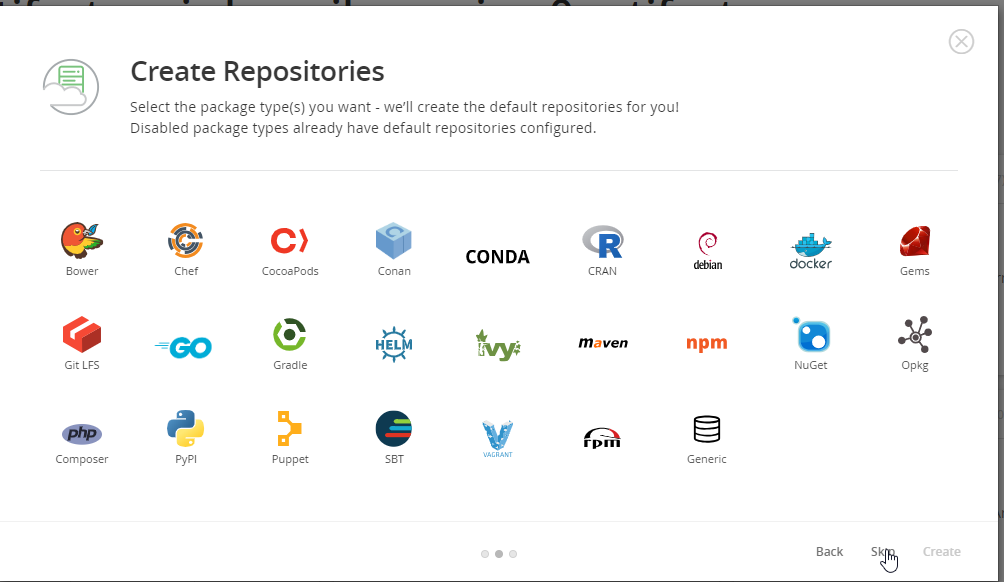 Create Repositories
Select the package type(s) you want - we'll create the default repositories for you!
Disabled package types already have default repositories configured.
Bower
Chef
CocoaPods
Conan
CONDA
CRAN
debian
docker
Gems
Git LFS
GO
Gradle
HELM
ivy
maven
npm
NuGet
Opkg
php
Composer
PyPI
Puppet
SBT
VAGRANT
rpm
Generic
Back
Skip
Create